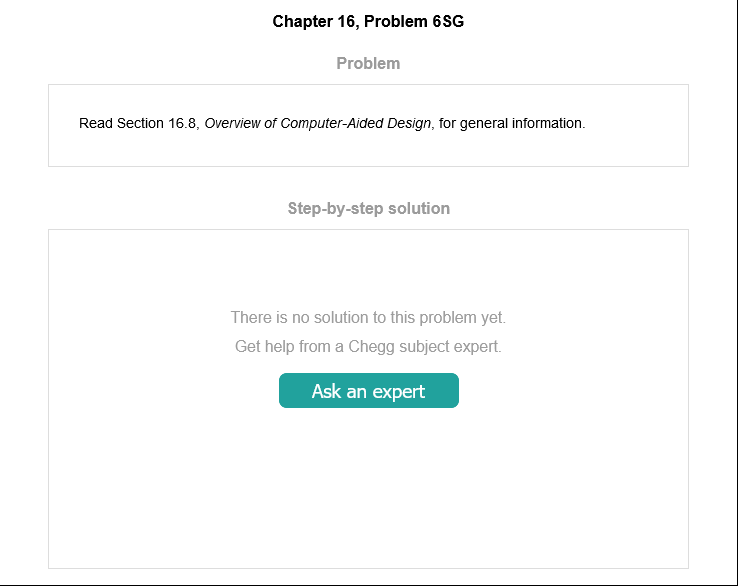 Chapter 16, Problem 6SG
Problem
Read Section 16.8, Overview of Computer-Aided Design, for general information.
Step-by-step solution
There is no solution to this problem yet.
Get help from a Chegg subject expert.
Ask an expert